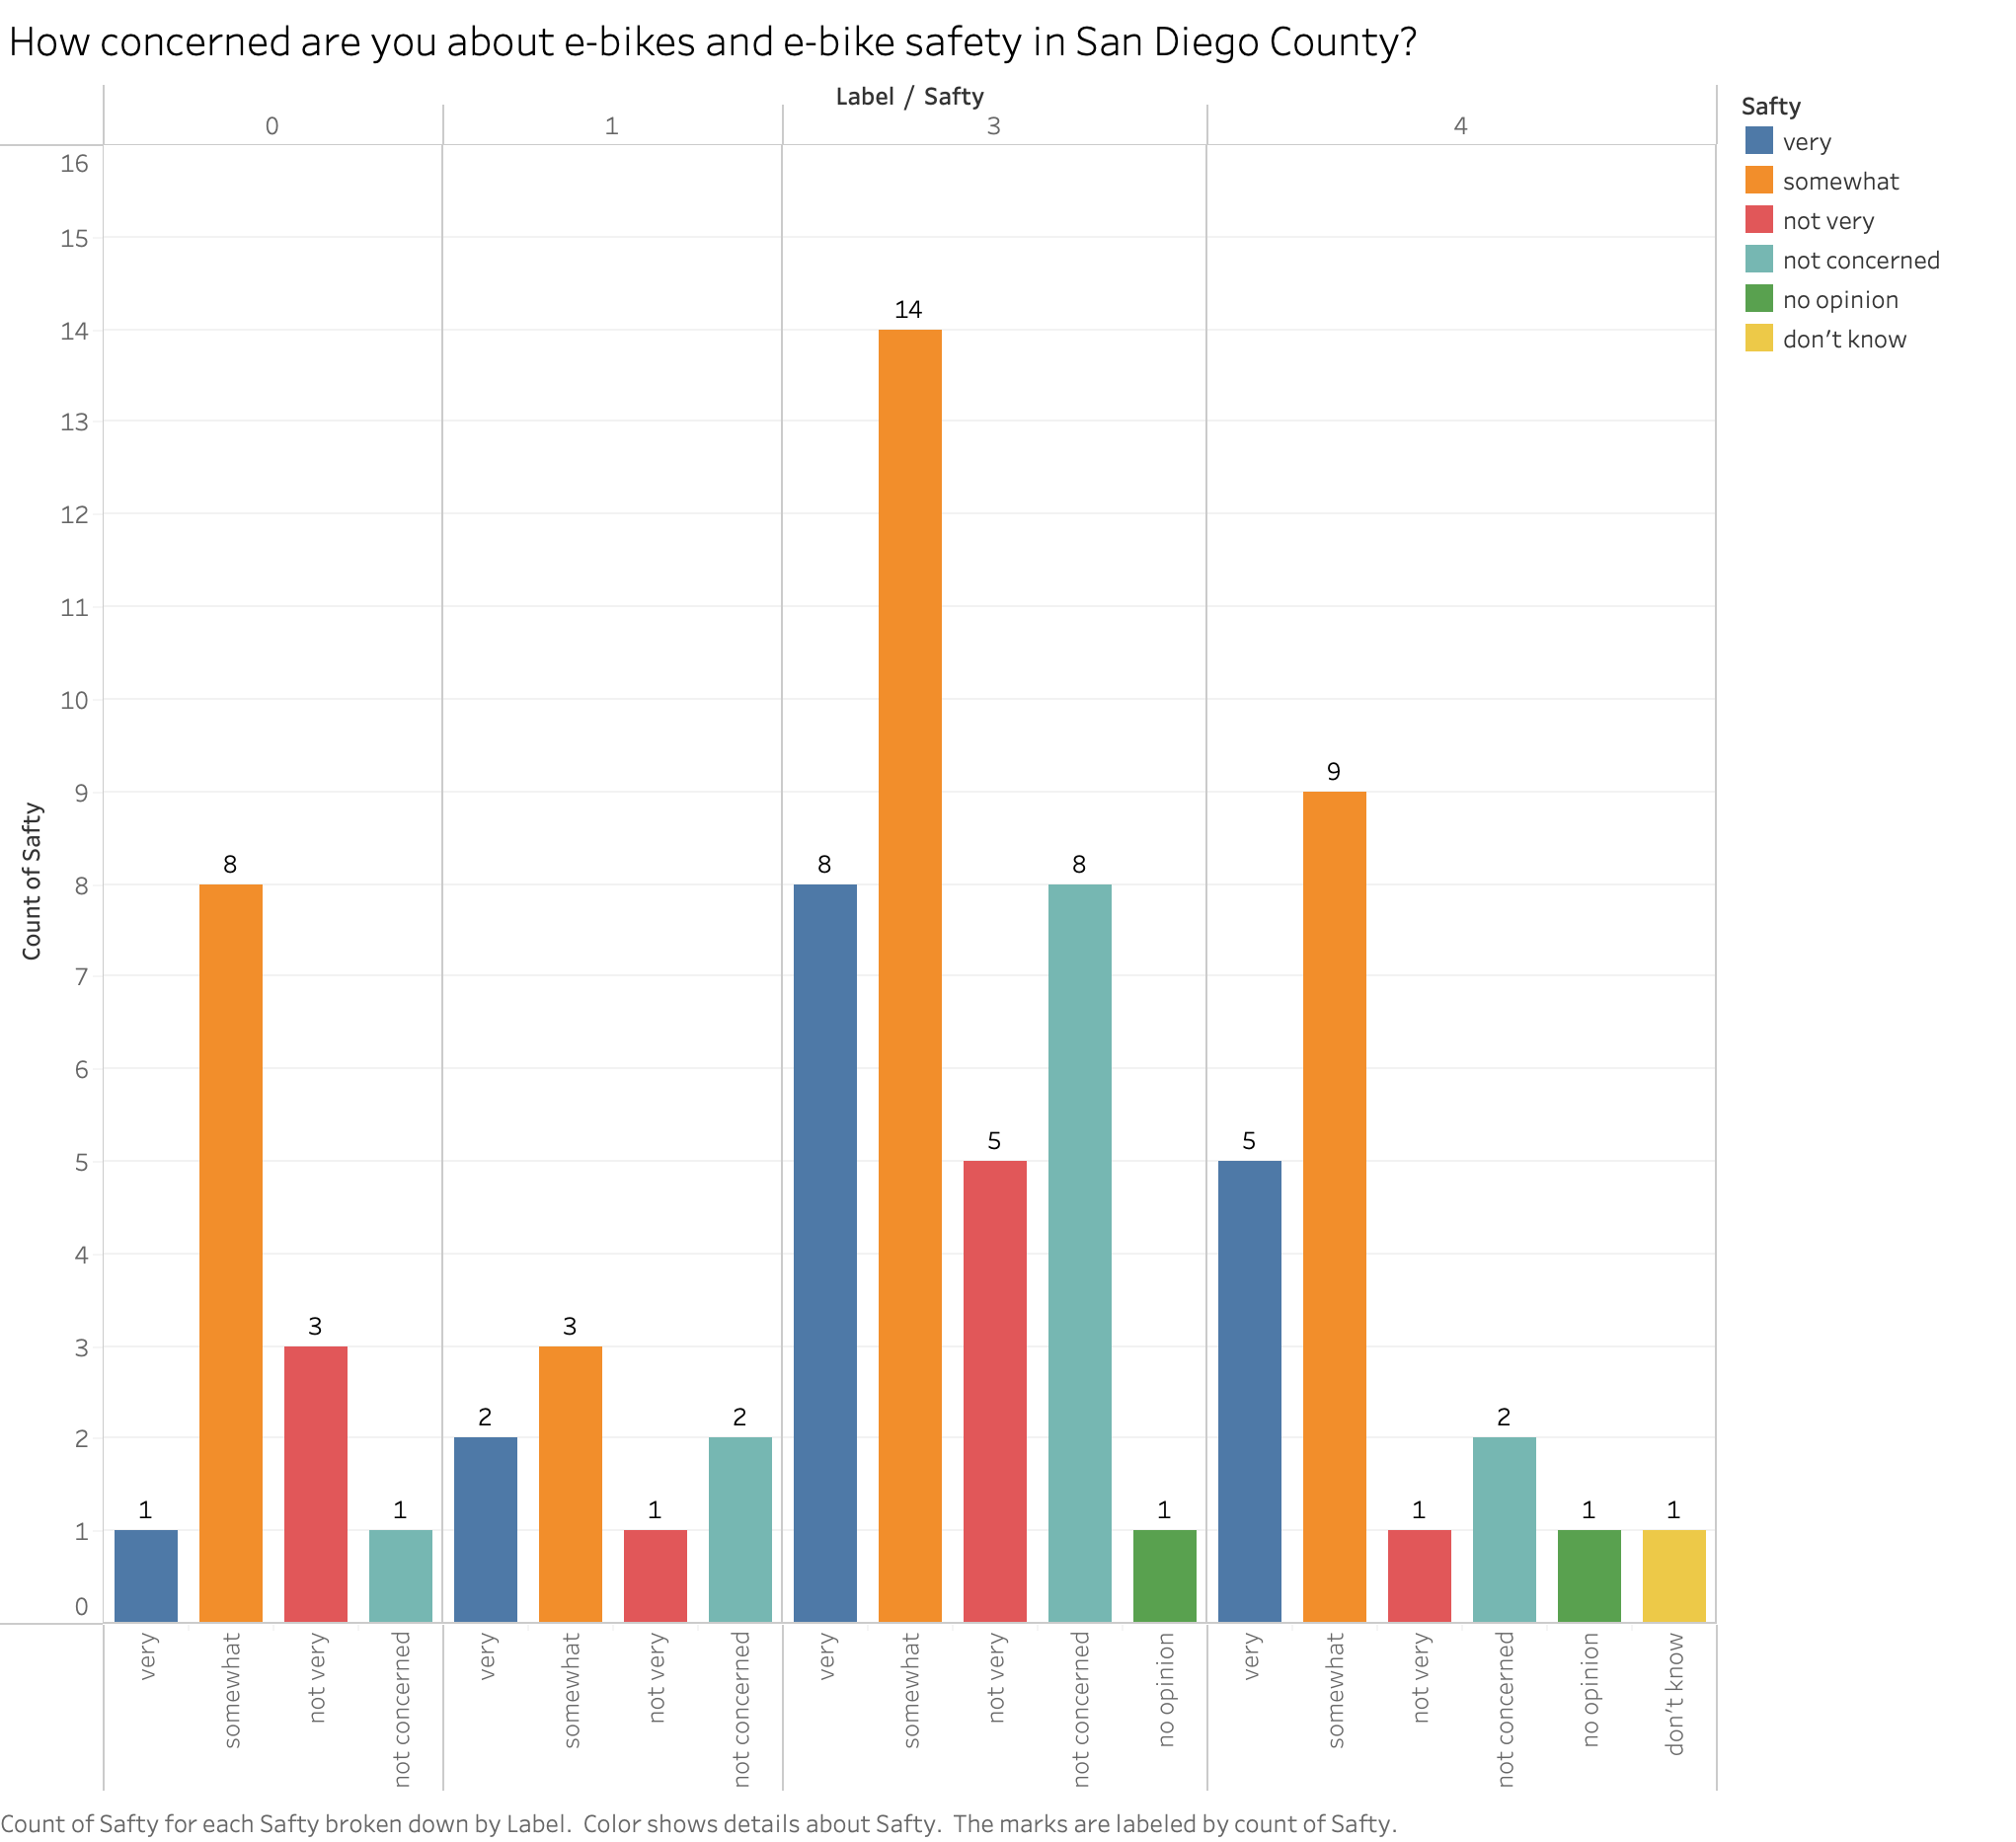 How concerned are you about e-bikes and e-bike safety in San Diego County?
Label / Safty
0 1 3 4
Safty
very
somewhat
not very
not concerned
no opinion
don't know
Count of Safty
16
15
14
13
12
11
10
9
8
7
6
5
4
3
2
1
0
1 8 3 1 2 3 1 2 8 14 5 8 1 5 9 1 2 1 1
very
somewhat
not very
not concerned
very
somewhat
not very
not concerned
very
somewhat
not very
not concerned
no opinion
very
somewhat
not very
not concerned
no opinion
don't know
Count of Safty for each Safty broken down by Label.  Color shows details about Safty.  The marks are labeled by count of Safty.